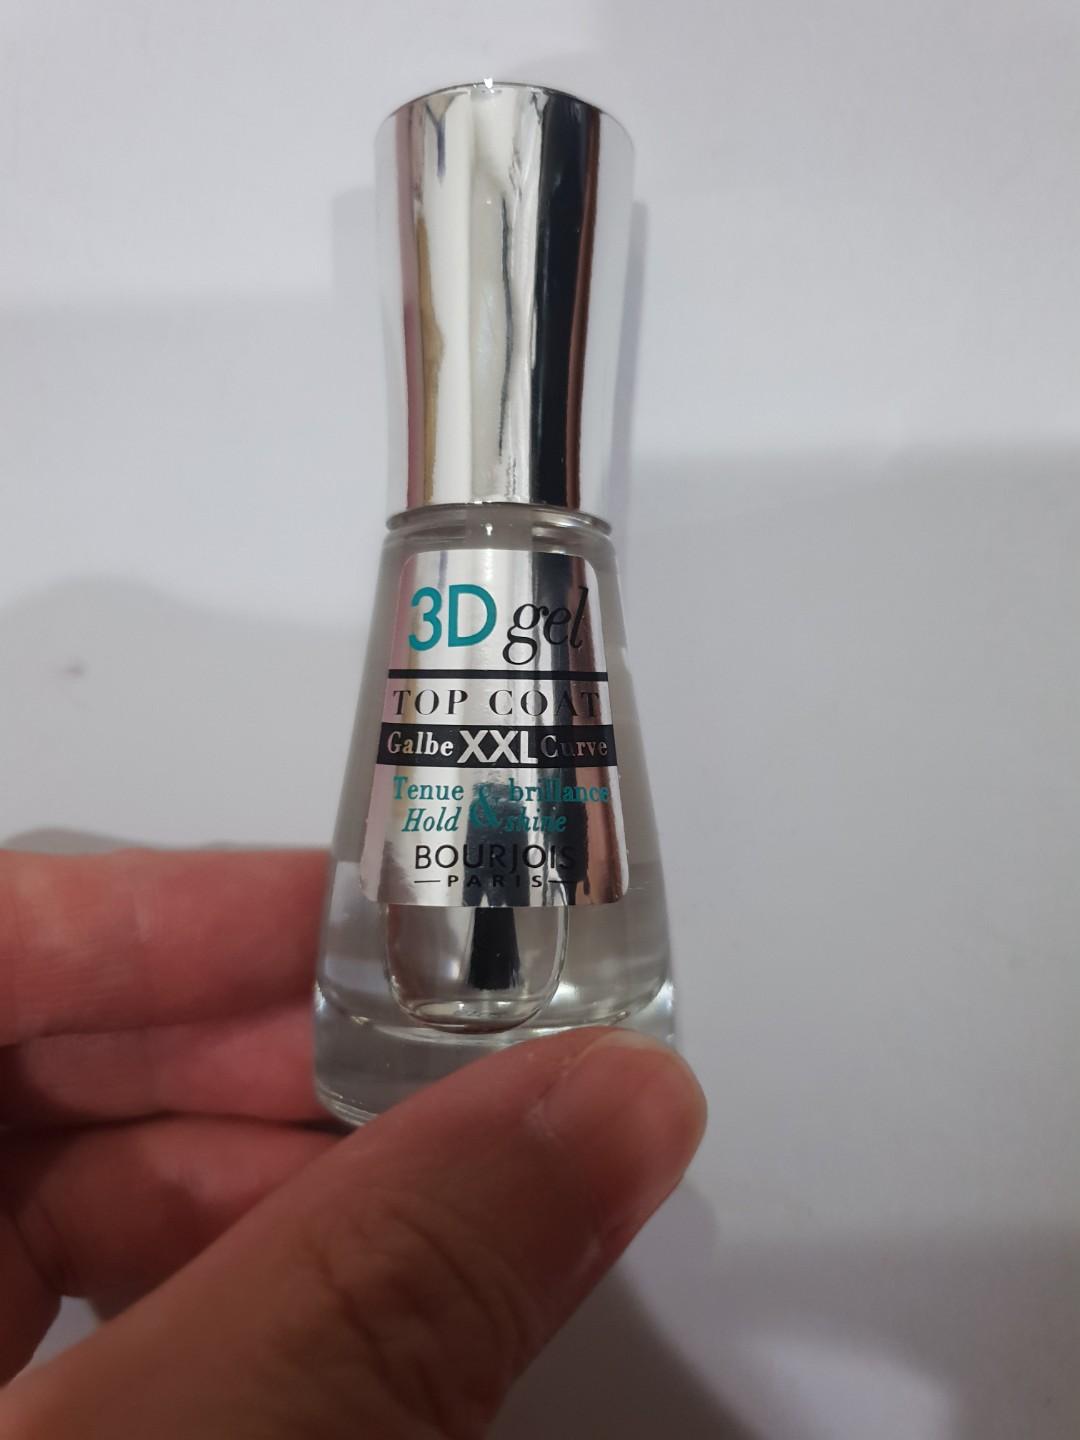 3D gel
TOP COAT
Galbe XXL Curve
Tenue & brillance
Hold & shine
BOURJOIS
PARIS